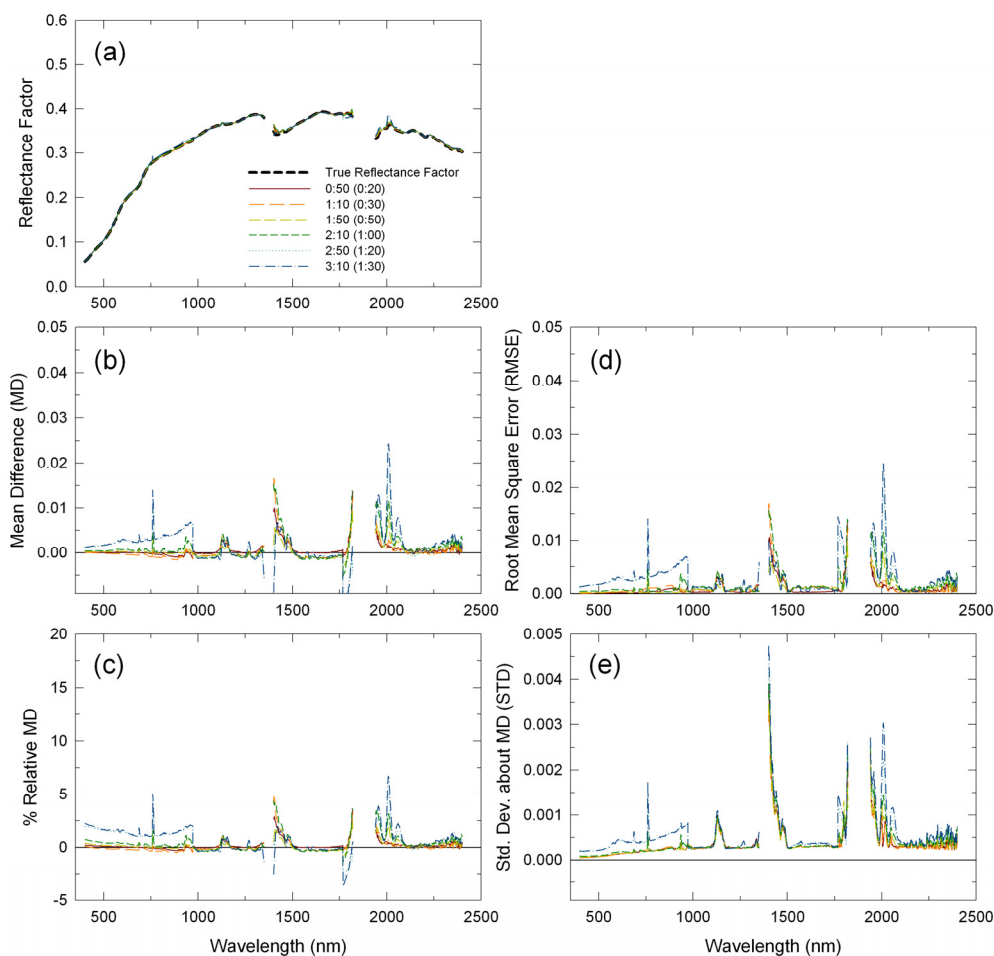 (a)
Reflectance Factor
0.6
0.5
0.4
0.3
0.2
0.1
0.0
True Reflectance Factor
0:50 (0:20)
1:10 (0:30)
1:50 (0:50)
2:10 (1:00)
2:50 (1:20)
3:10 (1:30)
500 1000 1500 2000 2500
(b)
Mean Difference (MD)
0.05
0.04
0.03
0.02
0.01
0.00
500 1000 1500 2000 2500
(d)
Root Mean Square Error (RMSE)
0.05
0.04
0.03
0.02
0.01
0.00
500 1000 1500 2000 2500
(c)
% Relative MD
20
15
10
5
0
-5
500 1000 1500 2000 2500
Wavelength (nm)
(e)
Std. Dev. about MD (STD)
0.005
0.004
0.003
0.002
0.001
0.000
500 1000 1500 2000 2500
Wavelength (nm)